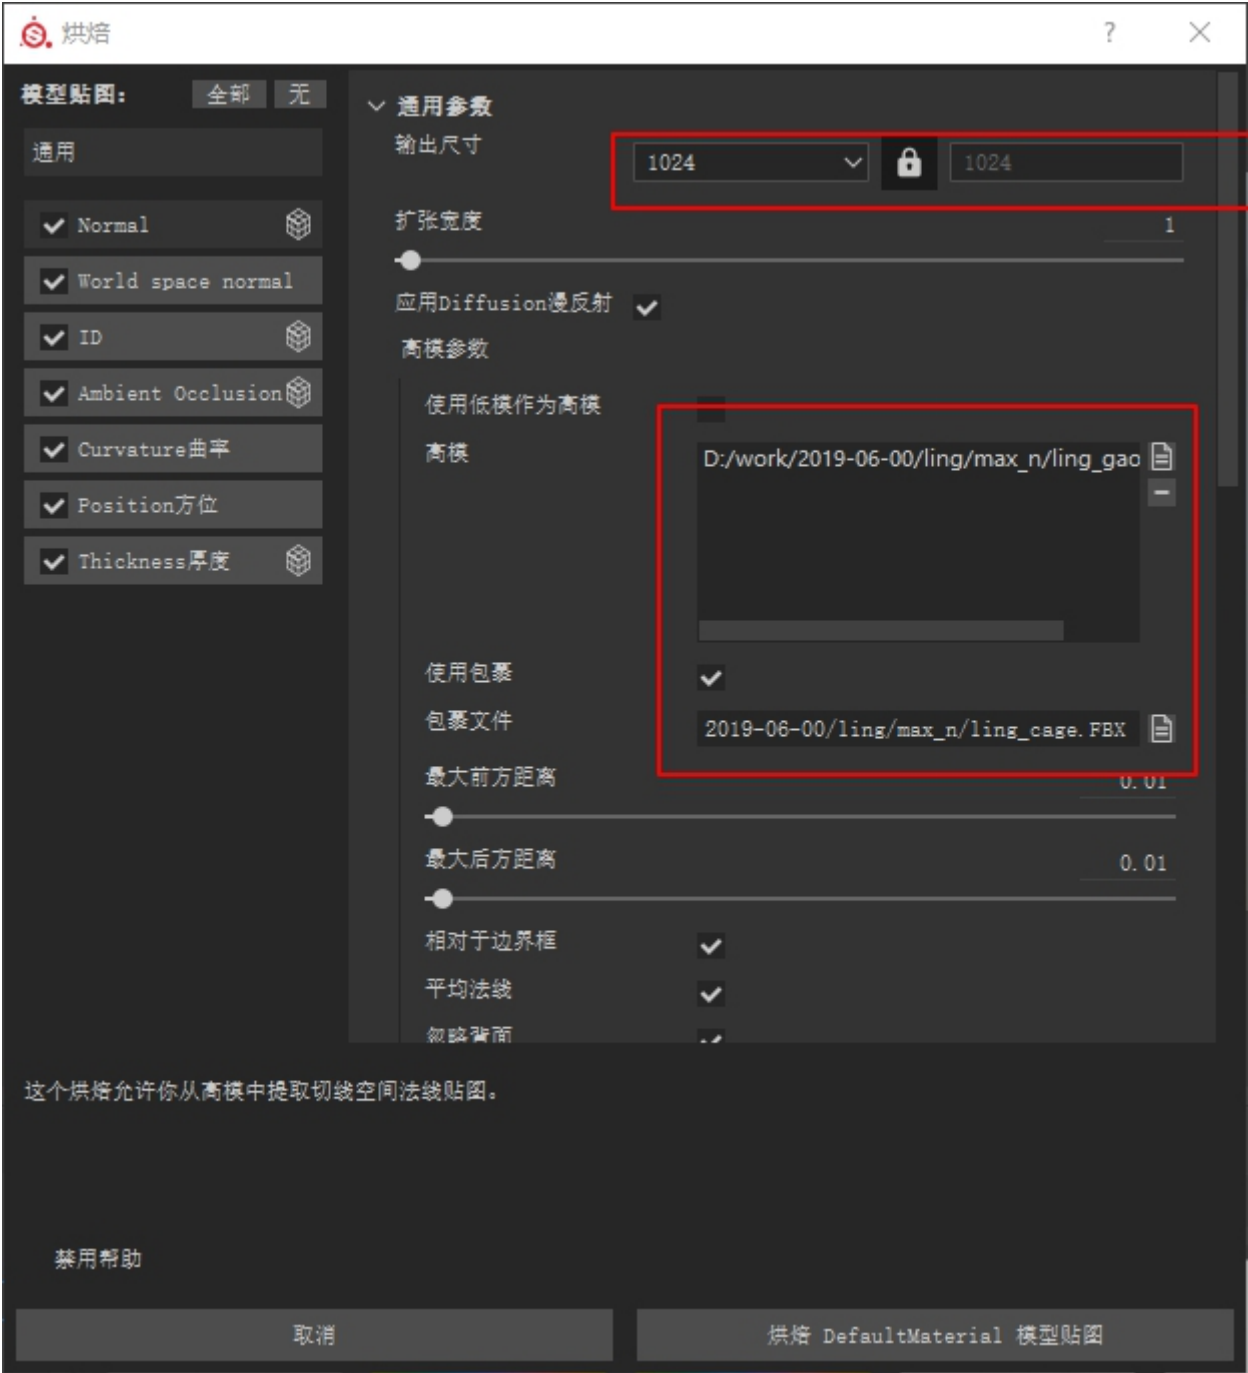 烘焙
?
模型贴图:
全部
无
通用
Normal
World space normal
ID
Ambient Occlusion
Curvature曲率
Position方位
Thickness厚度
通用参数
输出尺寸
1024
1024
扩张宽度
1
应用Diffusion漫反射
高模参数
使用低模作为高模
高模
D:/work/2019-06-00/ling/max_n/ling_gao
使用包裹
包裹文件
2019-06-00/ling/max_n/ling_cage.FBX
最大前方距离
0.01
最大后方距离
0.01
相对于边界框
平均法线
忽略背面
这个烘焙允许你从高模中提取切线空间法线贴图。
禁用帮助
取消
烘焙 DefaultMaterial 模型贴图